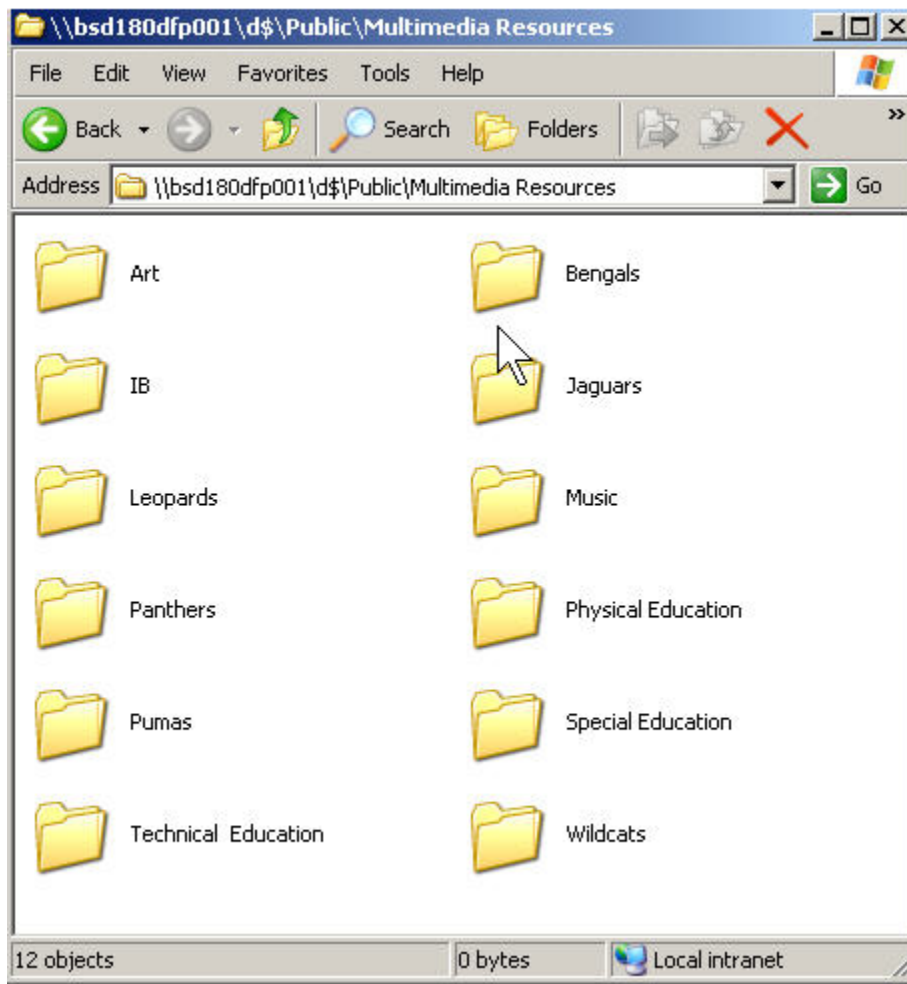 \\bsd180dfp001\d$\Public\Multimedia Resources
File Edit View Favorites Tools Help
Back Search Folders »
Address \\bsd180dfp001\d$\Public\Multimedia Resources Go
Art Bengals
IB Jaguars
Leopards Music
Panthers Physical Education
Pumas Special Education
Technical  Education Wildcats
12 objects 0 bytes Local intranet